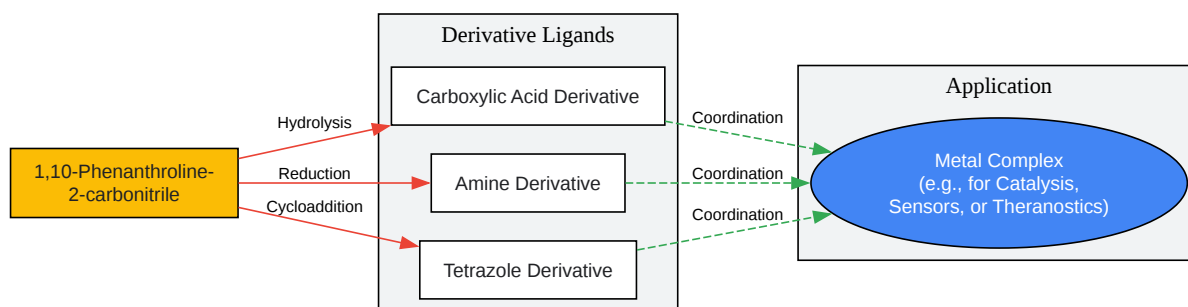 Derivative Ligands
Carboxylic Acid Derivative
Application
Hydrolysis
Coordination
1,10-Phenanthroline-
2-carbonitrile
Reduction
Amine Derivative
Coordination
Metal Complex
(e.g., for Catalysis,
Sensors, or Theranostics)
Cycloaddition
Coordination
Tetrazole Derivative